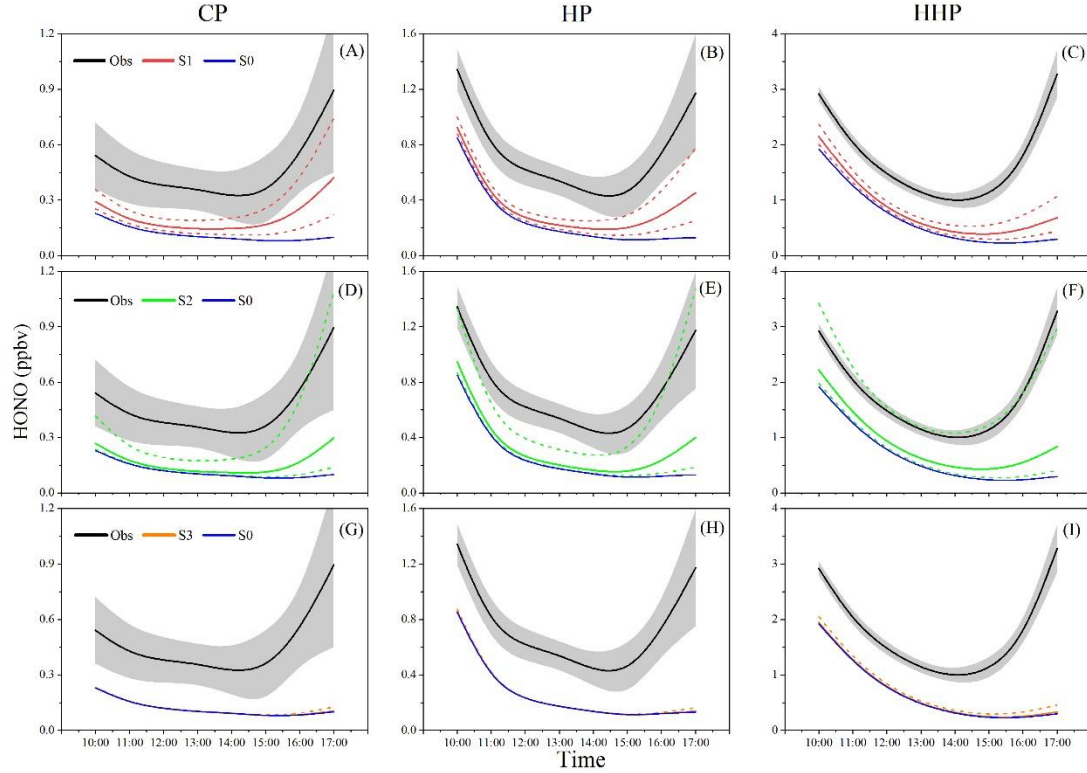 CP HP HHP
1.2 1.6 4
(A) (B) (C)
Obs S1 S0
0.9 1.2 3
0.6 0.8 2
0.3 0.4 1
0.0 0.0 0
1.2 1.6 4
(D) (E) (F)
Obs S2 S0
0.9 1.2 3
0.6 0.8 2
0.3 0.4 1
0.0 0.0 0
HONO (ppbv)
1.2 1.6 4
(G) (H) (I)
Obs S3 S0
0.9 1.2 3
0.6 0.8 2
0.3 0.4 1
0.0 0.0 0
10:00 11:00 12:00 13:00 14:00 15:00 16:00 17:00 10:00 11:00 12:00 13:00 14:00 15:00 16:00 17:00 10:00 11:00 12:00 13:00 14:00 15:00 16:00 17:00
Time